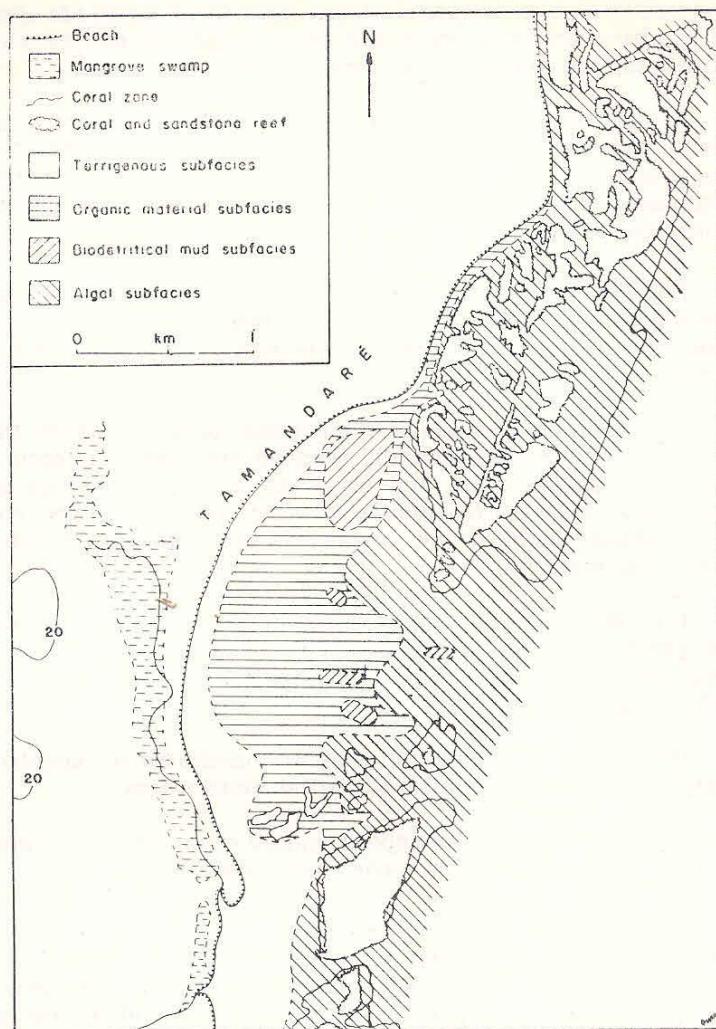 Beach
Mangrove swamp
Coral zone
Coral and sandstone reef
Terrigenous subfacies
Organic material subfacies
Biodetritical mud subfacies
Algal subfacies
0 km 1
N
TAMANDARÉ
20
20